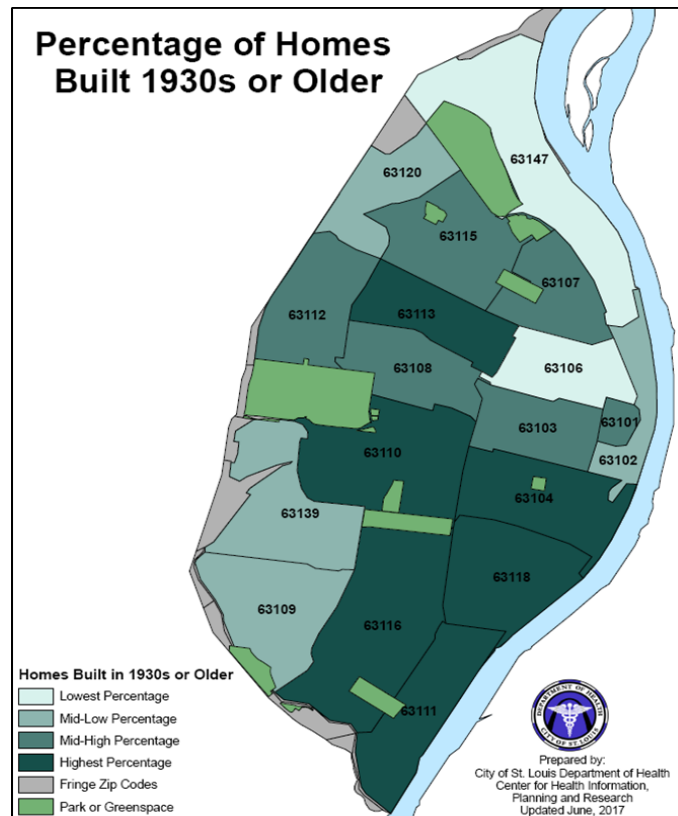 Percentage of Homes
Built 1930s or Older
63147
63120
63115
63107
63112
63113
63108
63106
63101
63103
63102
63110
63104
63139
63118
63109
63116
63111
Homes Built in 1930s or Older
Lowest Percentage
Mid-Low Percentage
Mid-High Percentage
Highest Percentage
Fringe Zip Codes
Park or Greenspace
DEPARTMENT OF HEALTH
CITY OF ST. LOUIS
Prepared by:
City of St. Louis Department of Health
Center for Health Information,
Planning and Research
Updated June, 2017